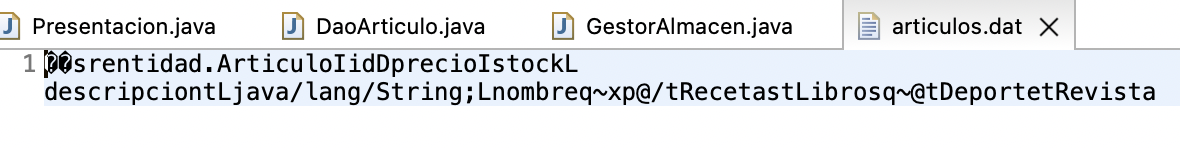 Presentacion.java DaoArticulo.java GestorAlmacen.java articulos.dat
1 ��srentidad.ArticuloIidDprecioIstockL
descripciontLjava/lang/String;Lnombreq~xp@/tRecetastLibrosq~@tDeportetRevista